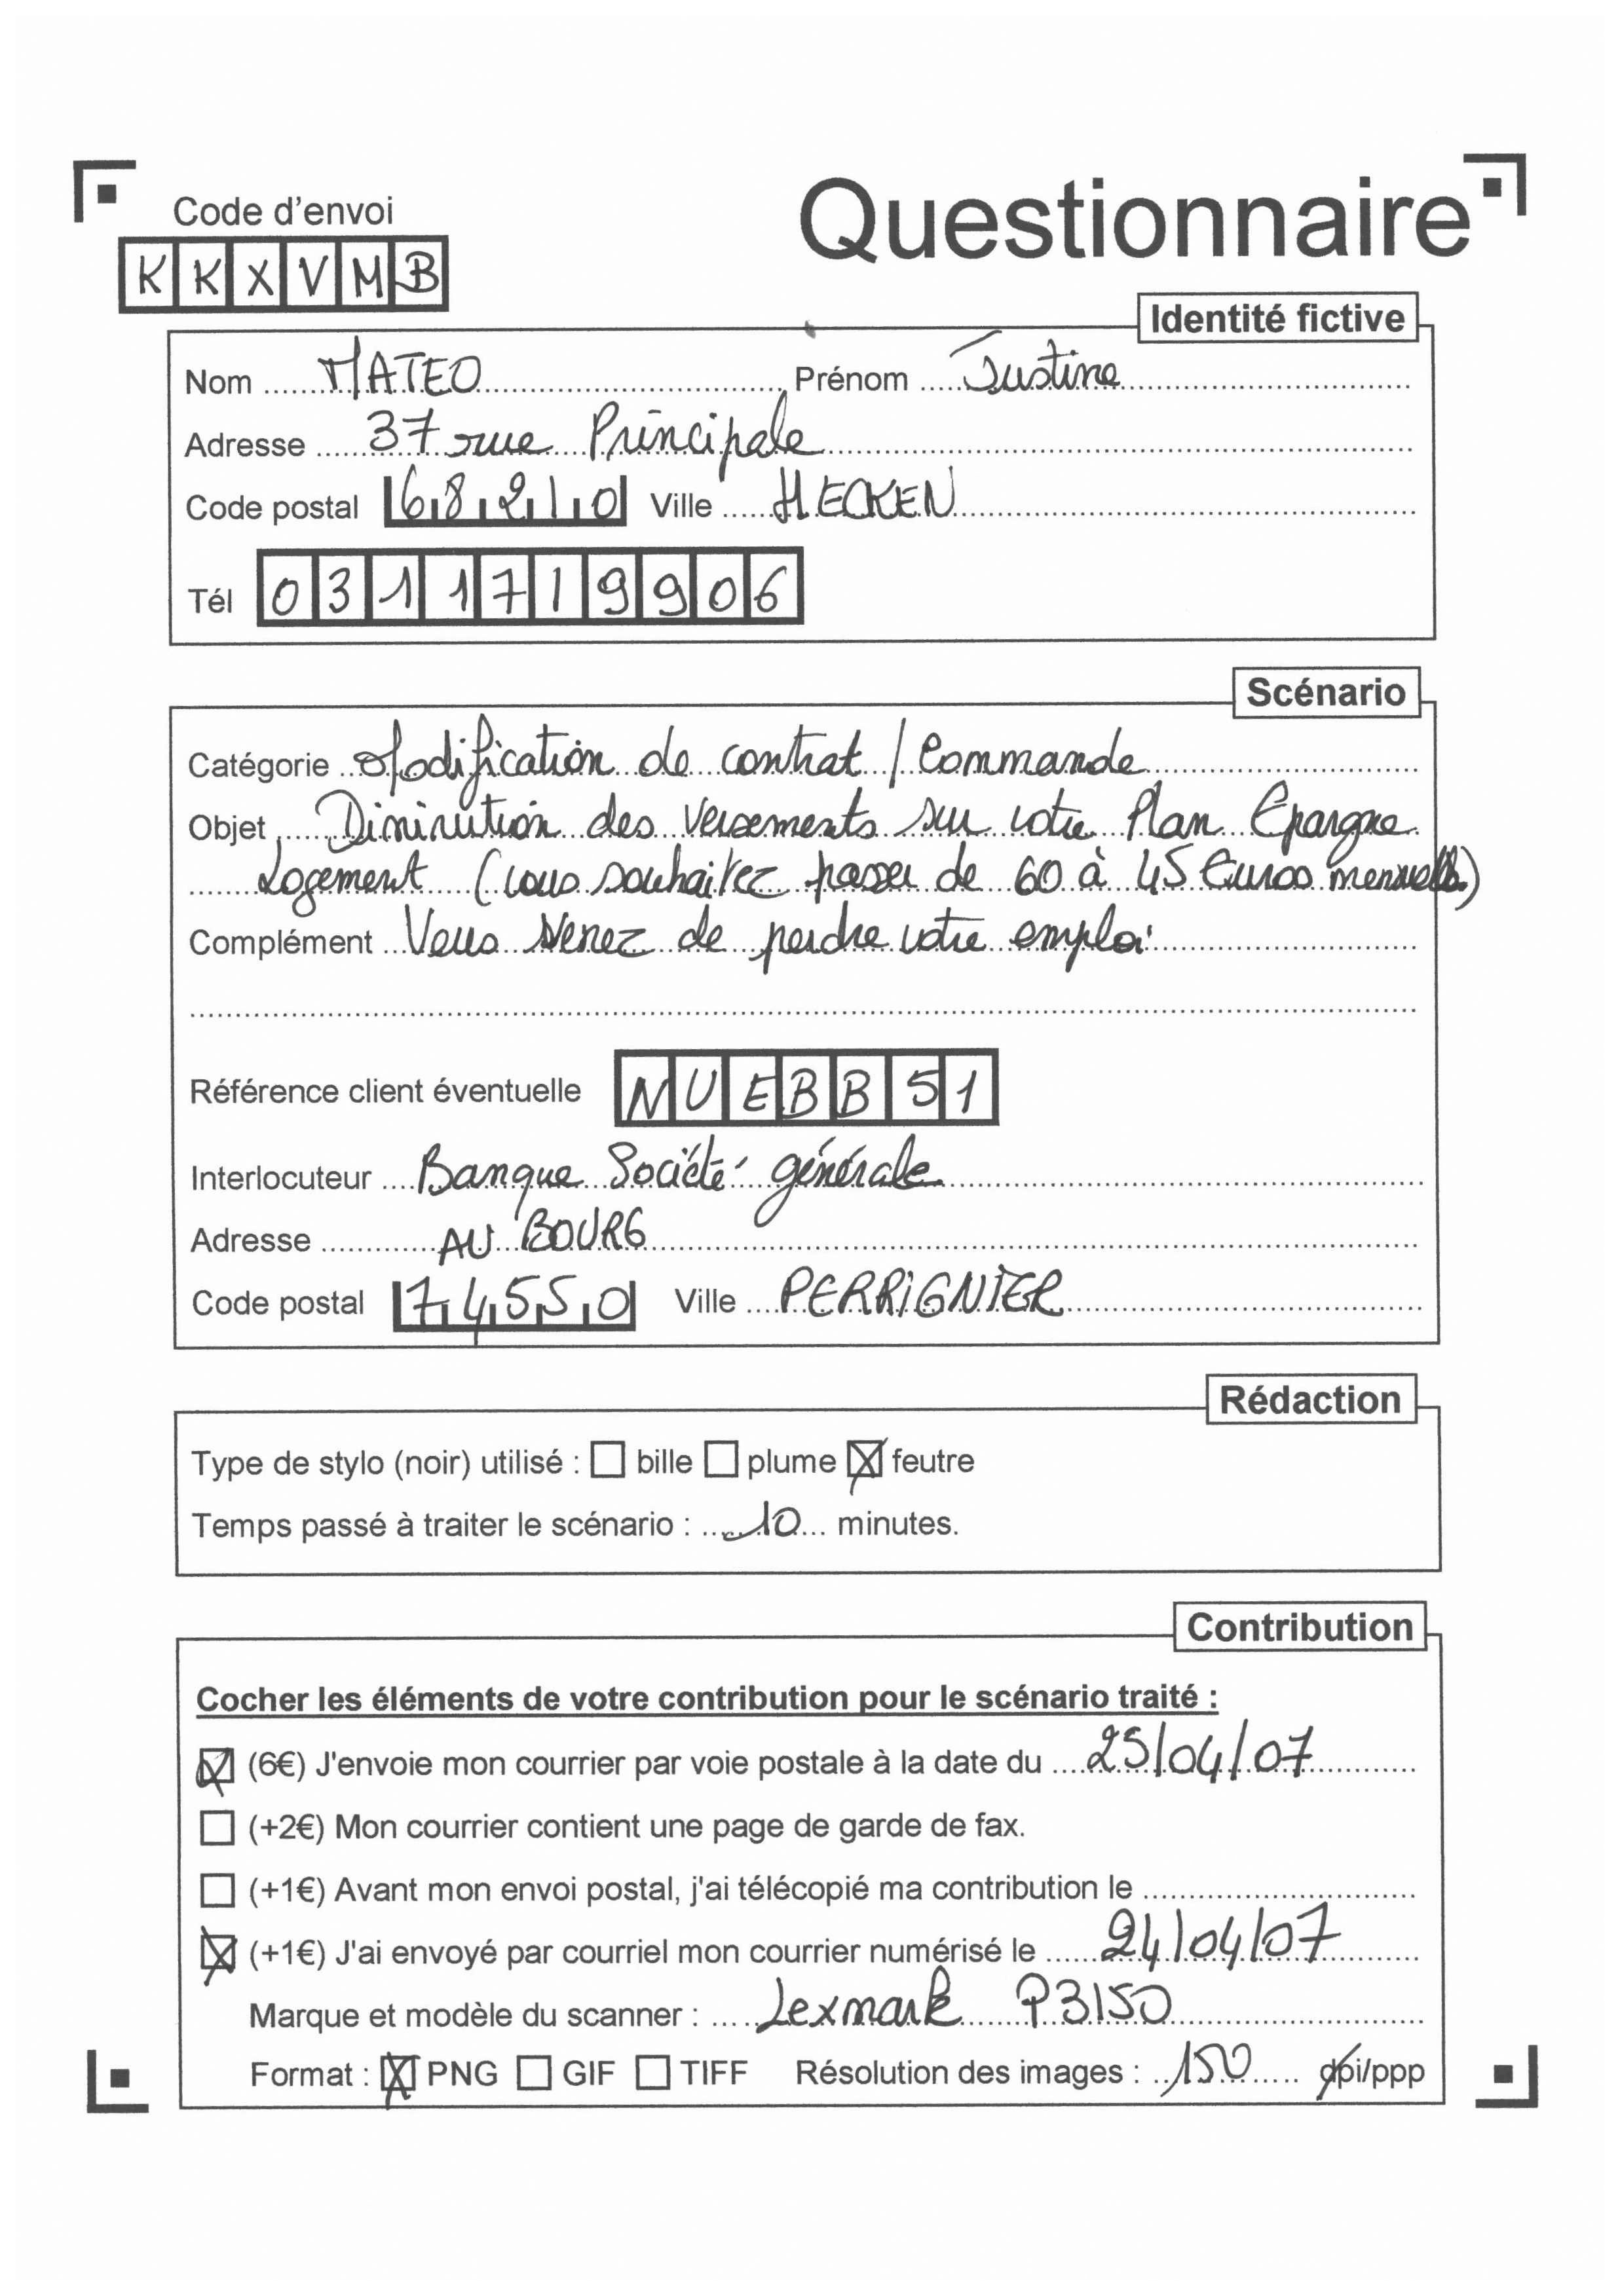 Code d'envoi
Questionnaire
KKXVMB
Identité fictive
Nom MATEO Prénom Justine
Adresse 37 rue Principale
Code postal 68210 Ville HECKEN
Tél 0311719906
Scénario
Catégorie Modification de contrat / Commande
Objet Diminution des versements sur votre Plan Epargne
Logement (vous souhaitez passer de 60 à 45 Euros mensuels)
Complément Vous venez de perdre votre emploi
Référence client éventuelle NUEBB51
Interlocuteur Banque Société générale
Adresse AU BOURG
Code postal 74550 Ville PERRIGNIER
Rédaction
Type de stylo (noir) utilisé : bille plume feutre
Temps passé à traiter le scénario : 10 minutes.
Contribution
Cocher les éléments de votre contribution pour le scénario traité :
(6€) J'envoie mon courrier par voie postale à la date du 25/04/07
(+2€) Mon courrier contient une page de garde de fax.
(+1€) Avant mon envoi postal, j'ai télécopié ma contribution le
(+1€) J'ai envoyé par courriel mon courrier numérisé le 24/04/07
Marque et modèle du scanner : Lexmark P3150
Format : PNG GIF TIFF Résolution des images : 150 dpi/ppp